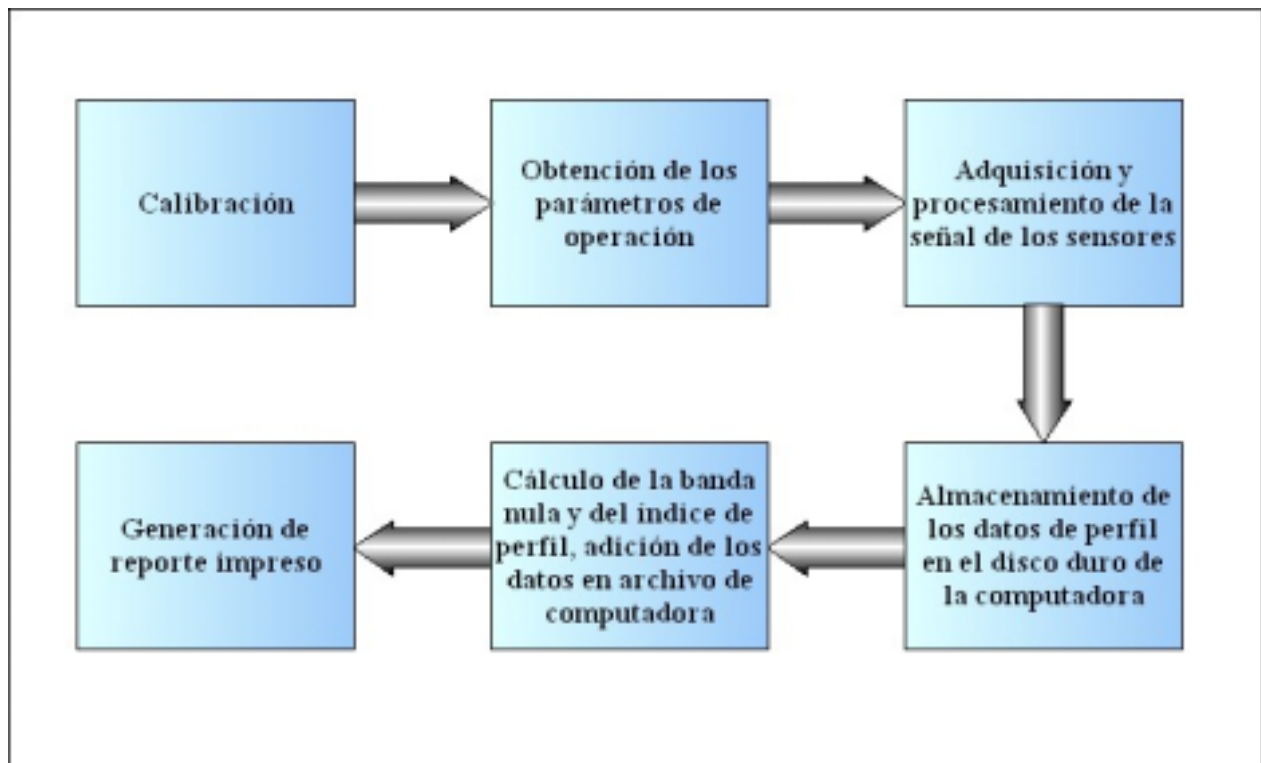 Calibración
Obtención de los
parámetros de
operación
Adquisición y
procesamiento de la
señal de los sensores
Almacenamiento de
los datos de perfil
en el disco duro de
la computadora
Cálculo de la banda
nula y del índice de
perfil, adición de los
datos en archivo de
computadora
Generación de
reporte impreso